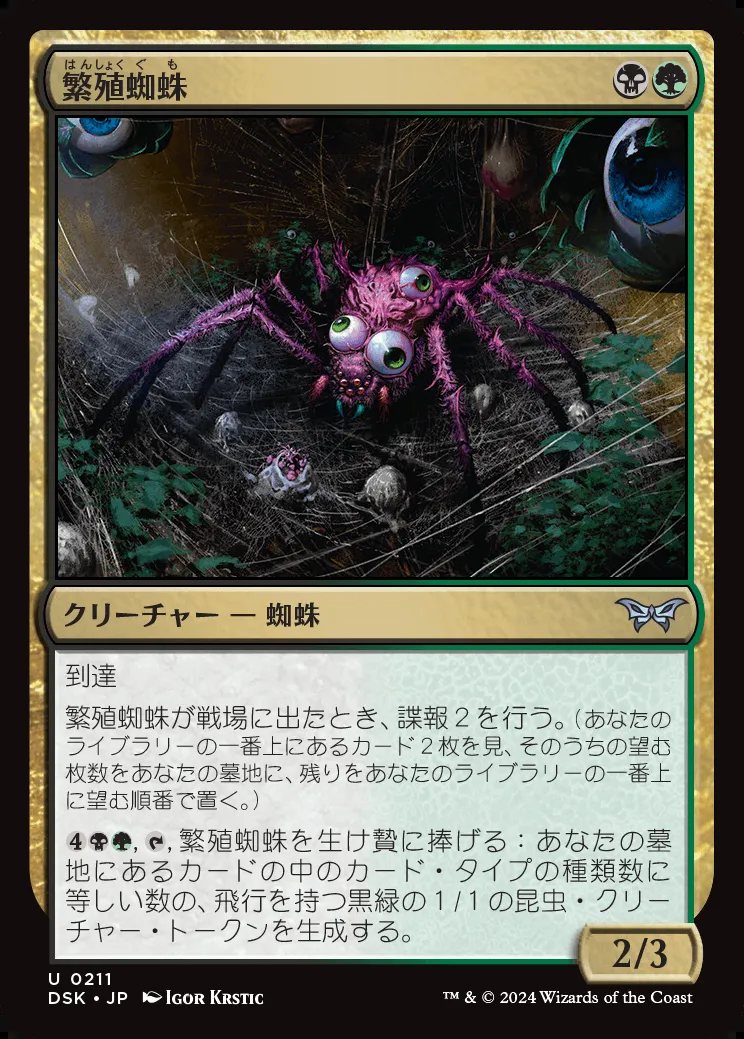 はんしょくぐも
繁殖蜘蛛
クリーチャー — 蜘蛛
到達
繁殖蜘蛛が戦場に出たとき、諜報２を行う。（あなたの
ライブラリーの一番上にあるカード２枚を見、そのうちの望む
枚数をあなたの墓地に、残りをあなたのライブラリーの一番上
に望む順番で置く。）
4, 繁殖蜘蛛を生け贄に捧げる：あなたの墓
地にあるカードの中のカード・タイプの種類数に
等しい数の、飛行を持つ黒緑の１/１の昆虫・クリー
チャー・トークンを生成する。
2/3
U 0211
DSK • JP Igor Krstic
™ & © 2024 Wizards of the Coast